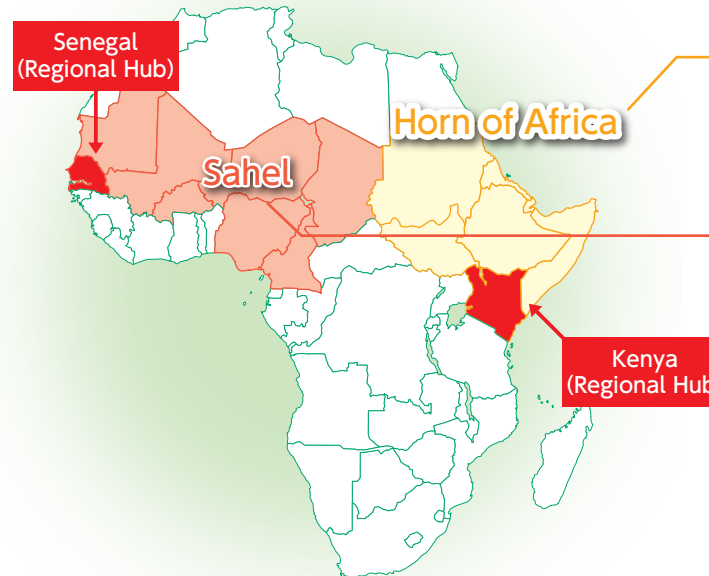 Senegal
(Regional Hub)
Horn of Africa
Sahel
Kenya
(Regional Hub